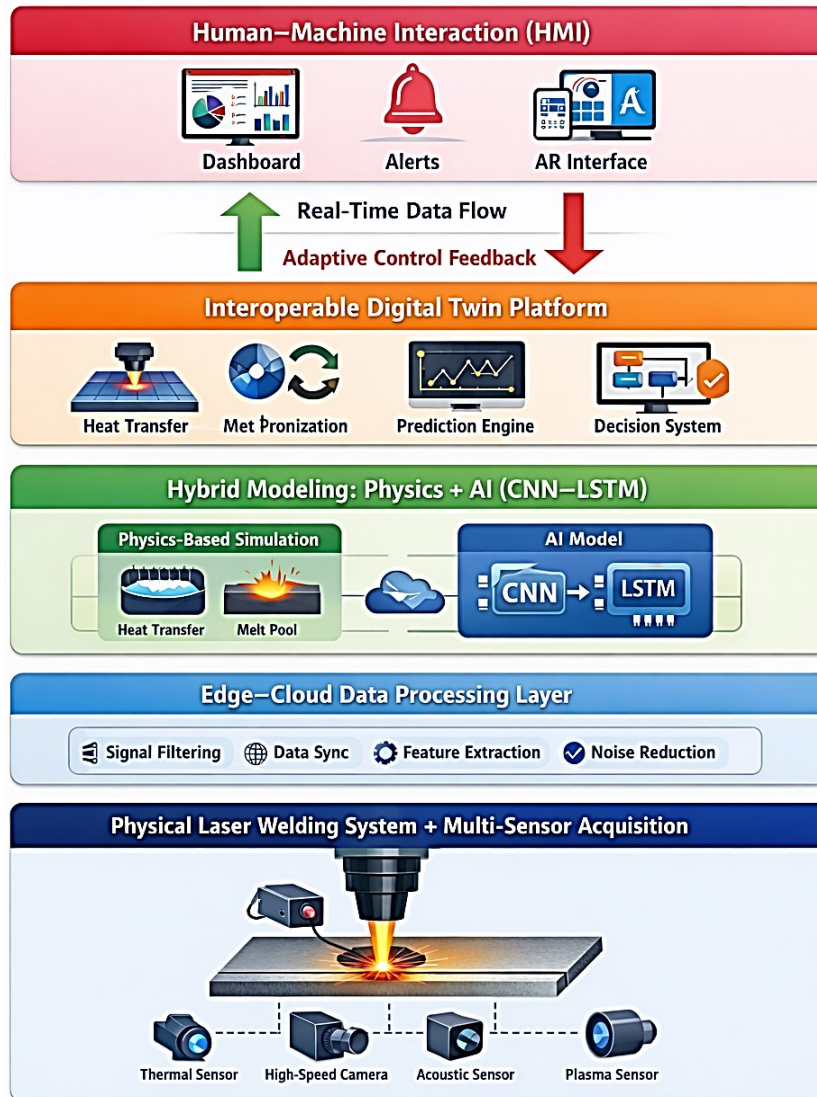 Human–Machine Interaction (HMI)
Dashboard
Alerts
AR Interface
Real-Time Data Flow
Adaptive Control Feedback
Interoperable Digital Twin Platform
Heat Transfer
Met Pronization
Prediction Engine
Decision System
Hybrid Modeling: Physics + AI (CNN–LSTM)
Physics-Based Simulation
AI Model
CNN
LSTM
Heat Transfer
Melt Pool
Edge–Cloud Data Processing Layer
Signal Filtering
Data Sync
Feature Extraction
Noise Reduction
Physical Laser Welding System + Multi-Sensor Acquisition
Thermal Sensor
High-Speed Camera
Acoustic Sensor
Plasma Sensor